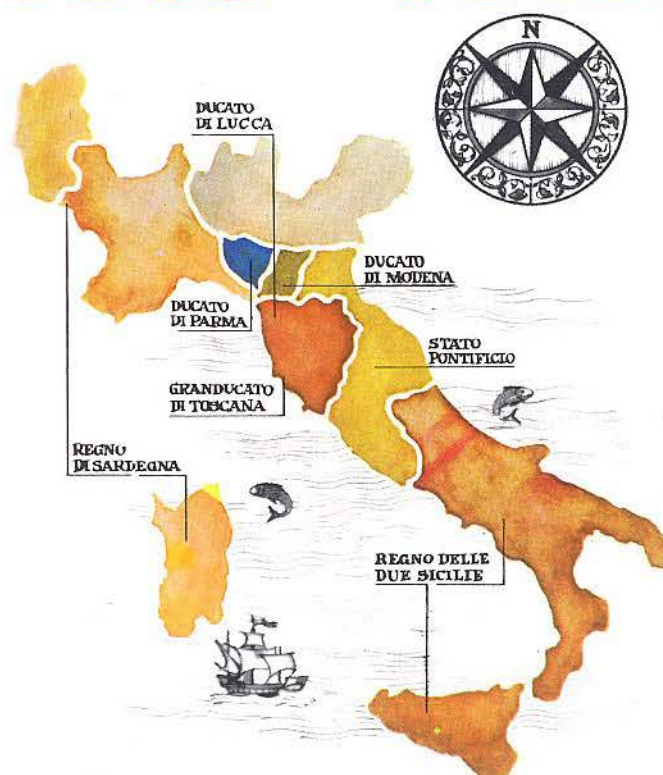 N
DUCATO
DI LUCCA
DUCATO
DI MODENA
DUCATO
DI PARMA
STATO
PONTIFICIO
GRANDUCATO
DI TOSCANA
REGNO
DI SARDEGNA
REGNO DELLE
DUE SICILIE